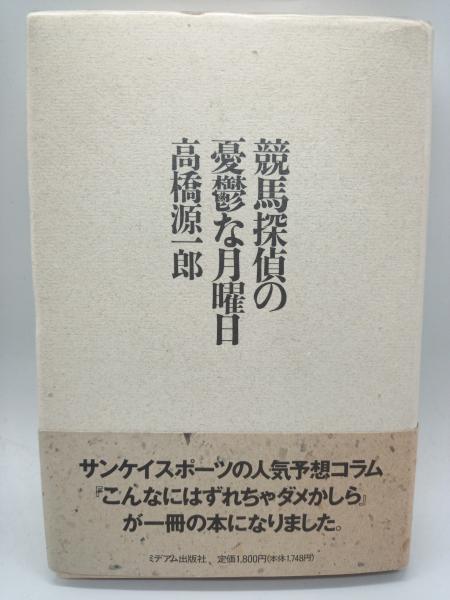 競馬探偵の
憂鬱な月曜日
高橋源一郎
サンケイスポーツの人気予想コラム
『こんなにはずれちゃダメかしら』
が一冊の本になりました。
ミデアム出版社 定価1,800円(本体1,748円)